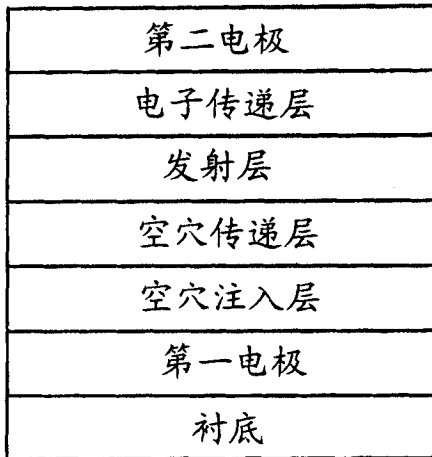 第二电极
电子传递层
发射层
空穴传递层
空穴注入层
第一电极
衬底